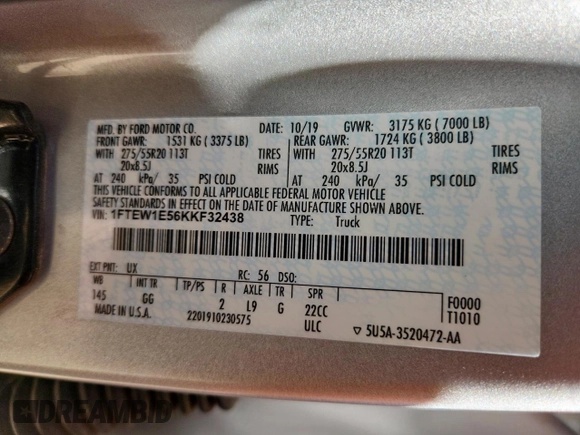 MFD. BY FORD MOTOR CO. DATE: 10/19 GVWR: 3175 KG ( 7000 LB)
FRONT GAWR: 1531 KG ( 3375 LB) REAR GAWR: 1724 KG ( 3800 LB)
WITH 275/55R20 113T TIRES WITH 275/55R20 113T TIRES
20x8.5J RIMS 20x8.5J RIMS
AT 240 kPa/ 35 PSI COLD AT 240 kPa/ 35 PSI COLD
THIS VEHICLE CONFORMS TO ALL APPLICABLE FEDERAL MOTOR VEHICLE
SAFETY STANDARDS IN EFFECT ON THE DATE OF MANUFACTURE SHOWN ABOVE.
VIN: 1FTEW1E56KKF32438 TYPE: Truck
EXT PNT: UX RC: 56 DSO:
WB INT TR TP/PS R AXLE TR SPR F0000
145 GG 2 L9 G 22CC T1010
MADE IN U.S.A. 2201910230575 ULC ▽ 5U5A-3520472-AA
DREAMBID